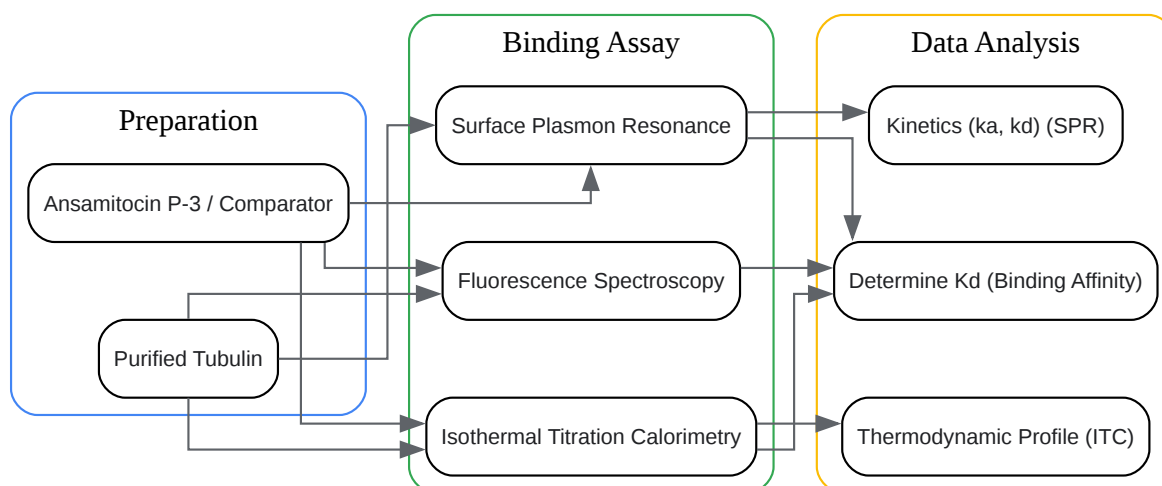 Preparation
Ansamitocin P-3 / Comparator
Purified Tubulin
Binding Assay
Surface Plasmon Resonance
Fluorescence Spectroscopy
Isothermal Titration Calorimetry
Data Analysis
Kinetics (ka, kd) (SPR)
Determine Kd (Binding Affinity)
Thermodynamic Profile (ITC)